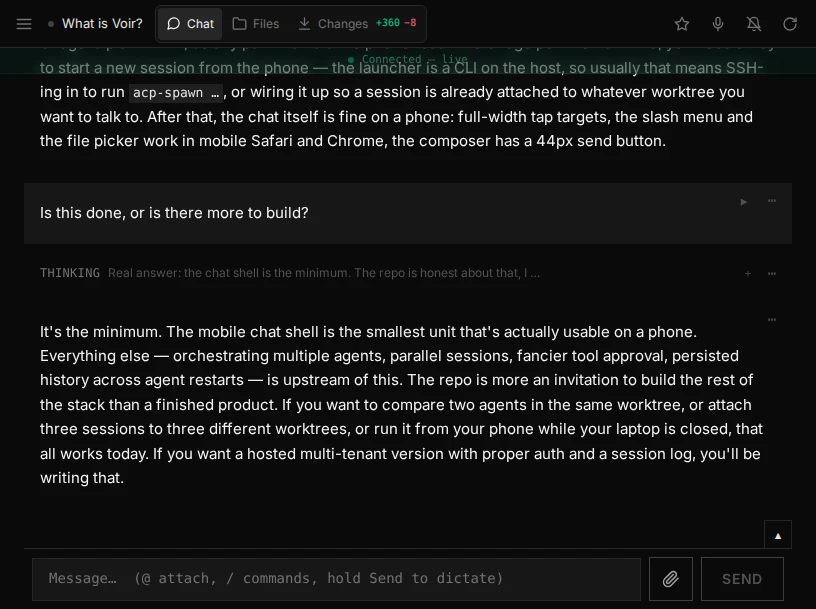 What is Voir?
Chat
Files
Changes +360 −8
Connected — live
to start a new session from the phone — the launcher is a CLI on the host, so usually that means SSH-
ing in to run acp-spawn …, or wiring it up so a session is already attached to whatever worktree you
want to talk to. After that, the chat itself is fine on a phone: full-width tap targets, the slash menu and
the file picker work in mobile Safari and Chrome, the composer has a 44px send button.
Is this done, or is there more to build?
THINKING Real answer: the chat shell is the minimum. The repo is honest about that, I …
It's the minimum. The mobile chat shell is the smallest unit that's actually usable on a phone.
Everything else — orchestrating multiple agents, parallel sessions, fancier tool approval, persisted
history across agent restarts — is upstream of this. The repo is more an invitation to build the rest of
the stack than a finished product. If you want to compare two agents in the same worktree, or attach
three sessions to three different worktrees, or run it from your phone while your laptop is closed, that
all works today. If you want a hosted multi-tenant version with proper auth and a session log, you'll be
writing that.
Message… (@ attach, / commands, hold Send to dictate)
SEND